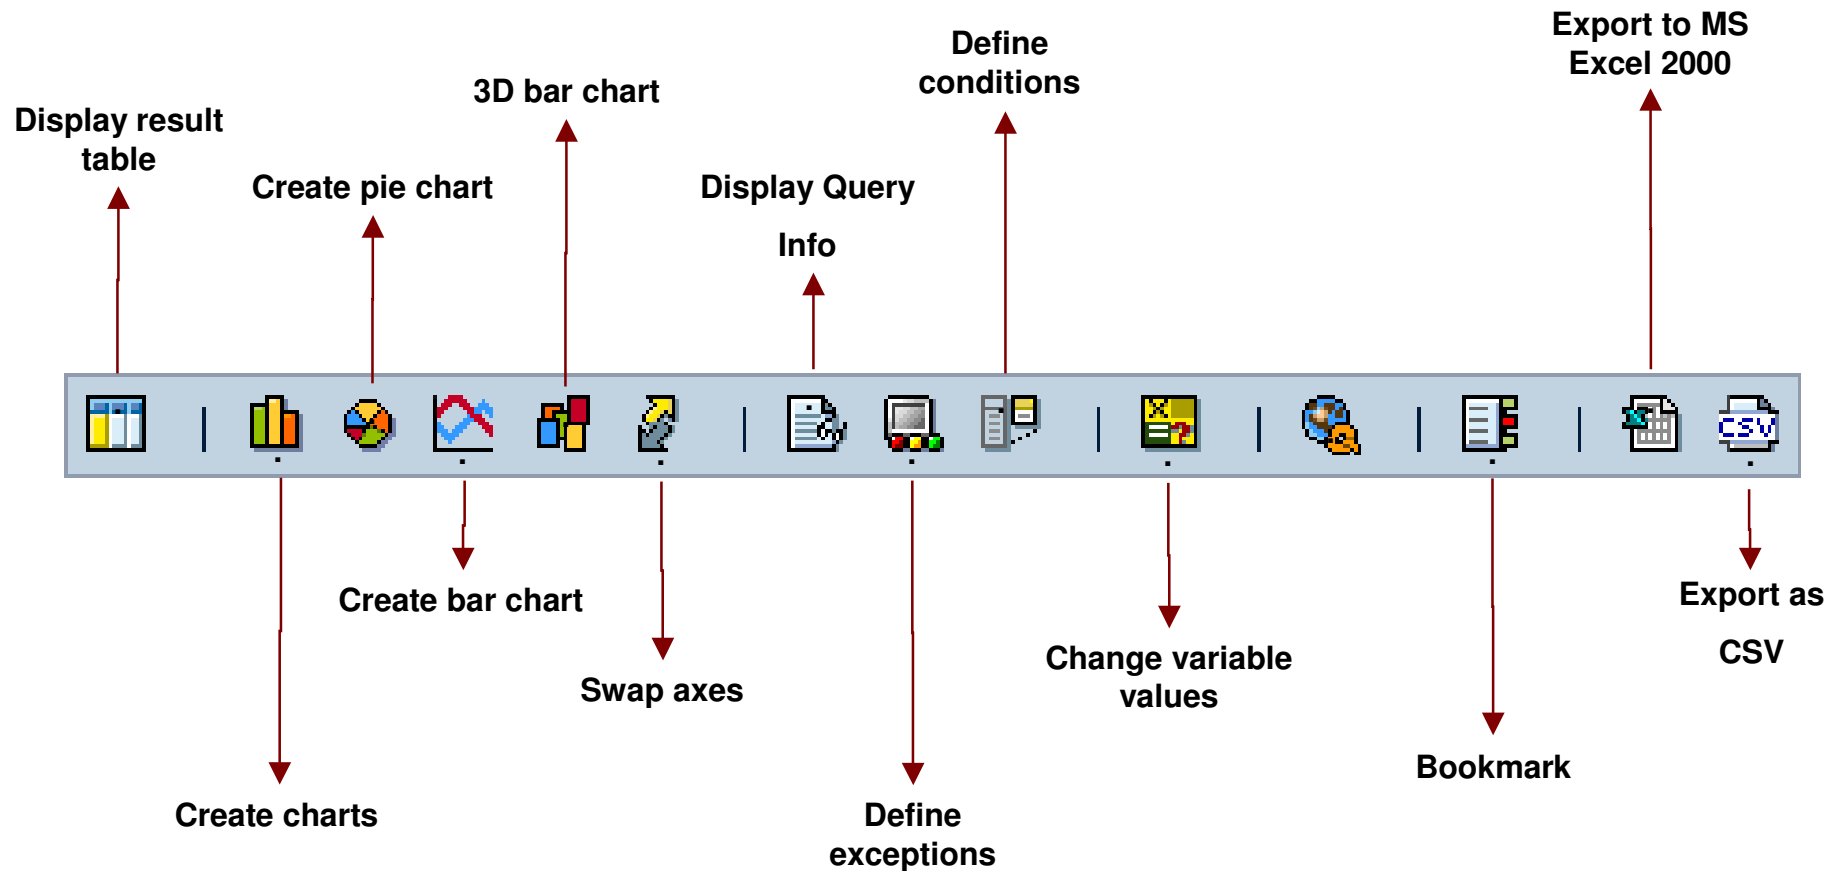 Export to MS
Excel 2000
Define
conditions
3D bar chart
Display result
table
Create pie chart
Display Query
Info
CSV
Create bar chart
Export as
CSV
Change variable
values
Swap axes
Bookmark
Create charts
Define
exceptions